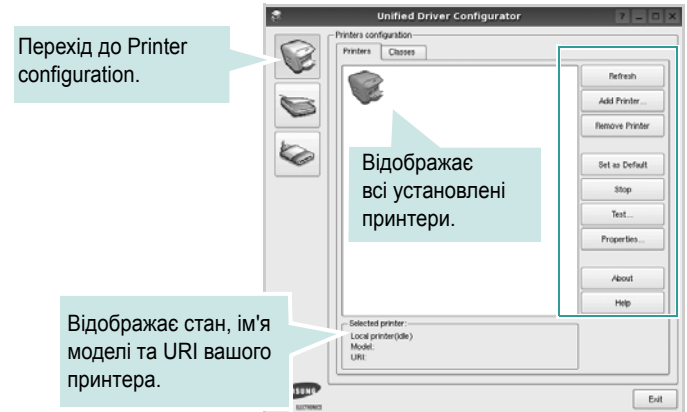 Unified Driver Configurator
Перехід до Printer
configuration.
Printers configuration
Printers
Classes
Refresh
Add Printer...
Remove Printer
Set as Default
Stop
Test...
Properties...
About
Help
Відображає
всі установлені
принтери.
Selected printer:
Local printer(idle)
Model:
URI:
Відображає стан, ім'я
моделі та URI вашого
принтера.
ELECTRONICS
Exit